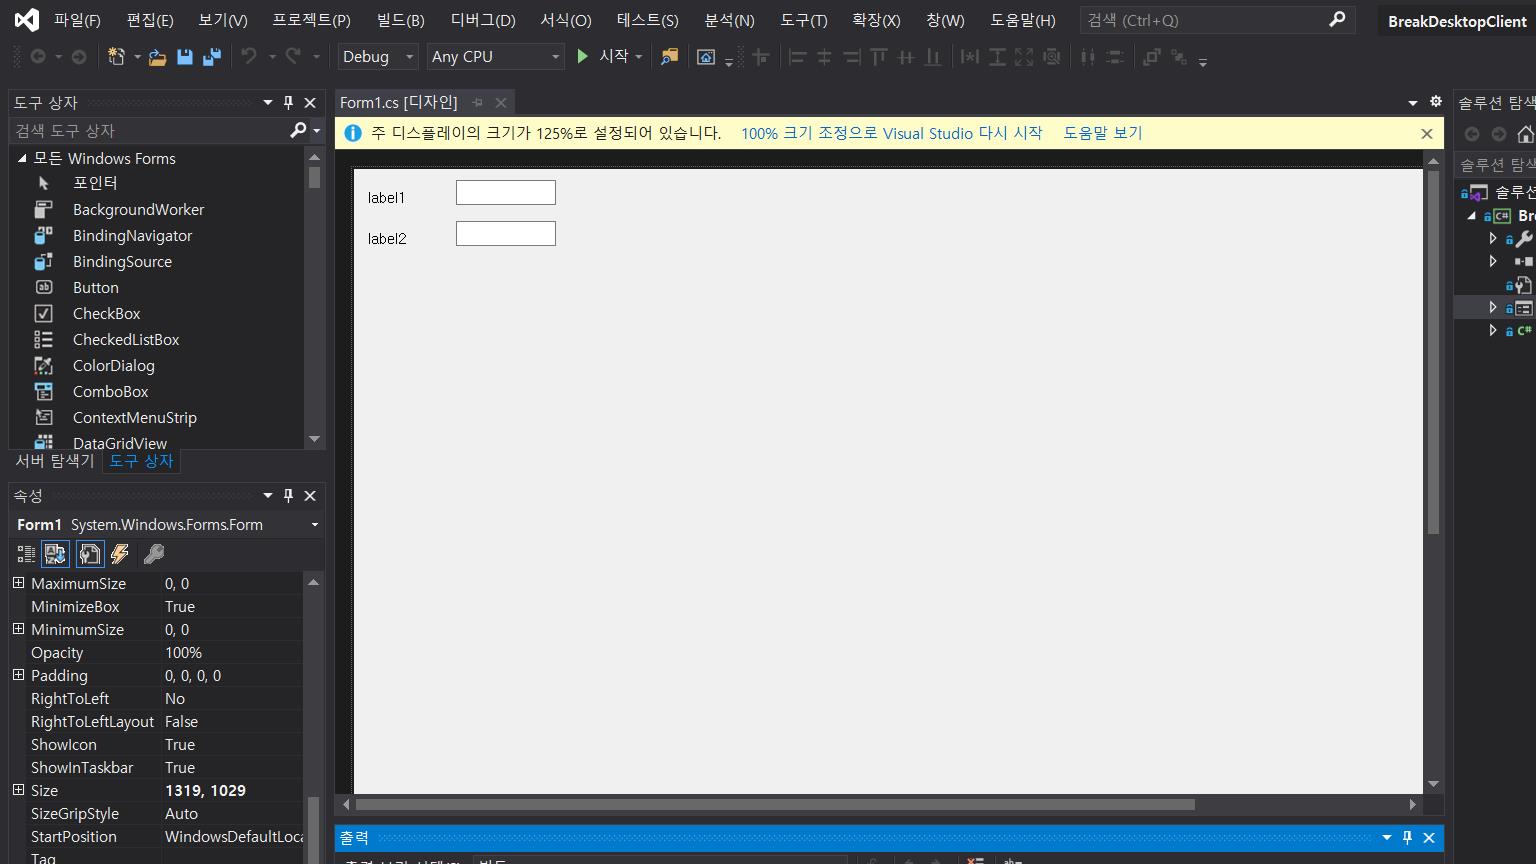 파일(F) 편집(E) 보기(V) 프로젝트(P) 빌드(B) 디버그(D) 서식(O) 테스트(S) 분석(N) 도구(T) 확장(X) 창(W) 도움말(H) 검색 (Ctrl+Q) BreakDesktopClient
Debug Any CPU 시작
도구 상자
검색 도구 상자
모든 Windows Forms
포인터
BackgroundWorker
BindingNavigator
BindingSource
Button
CheckBox
CheckedListBox
ColorDialog
ComboBox
ContextMenuStrip
DataGridView
서버 탐색기 도구 상자
속성
Form1 System.Windows.Forms.Form
MaximumSize 0, 0
MinimizeBox True
MinimumSize 0, 0
Opacity 100%
Padding 0, 0, 0, 0
RightToLeft No
RightToLeftLayout False
ShowIcon True
ShowInTaskbar True
Size 1319, 1029
SizeGripStyle Auto
StartPosition WindowsDefaultLoca
Tag
Form1.cs [디자인]
주 디스플레이의 크기가 125%로 설정되어 있습니다. 100% 크기 조정으로 Visual Studio 다시 시작 도움말 보기
label1
label2
출력
솔루션 탐색
솔루션 탐색
솔루션
Bre